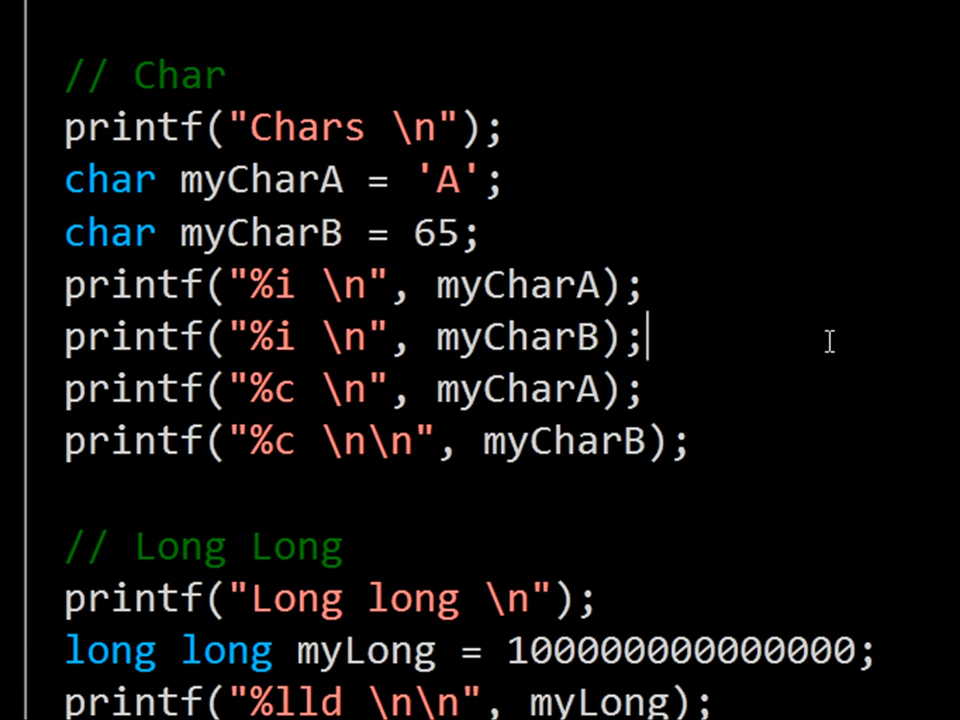 // Char
printf("Chars \n");
char myCharA = 'A';
char myCharB = 65;
printf("%i \n", myCharA);
printf("%i \n", myCharB);
printf("%c \n", myCharA);
printf("%c \n\n", myCharB);
// Long Long
printf("Long long \n");
long long myLong = 100000000000000;
printf("%lld \n\n", myLong);